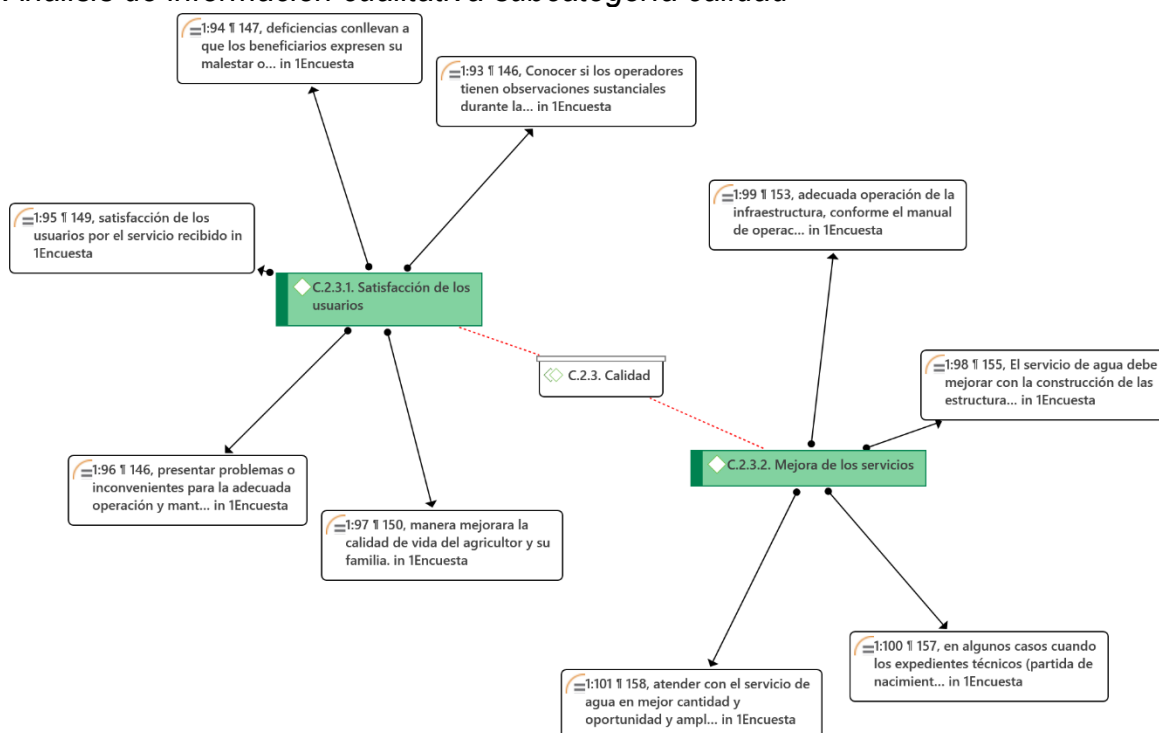 Análisis de información cualitativa subcategoría calidad
1:94 ¶ 147, deficiencias conllevan a
que los beneficiarios expresen su
malestar o... in 1Encuesta
1:93 ¶ 146, Conocer si los operadores
tienen observaciones sustanciales
durante la... in 1Encuesta
1:99 ¶ 153, adecuada operación de la
infraestructura, conforme el manual
de operac... in 1Encuesta
1:95 ¶ 149, satisfacción de los
usuarios por el servicio recibido in
1Encuesta
C.2.3.1. Satisfacción de los
usuarios
C.2.3. Calidad
1:98 ¶ 155, El servicio de agua debe
mejorar con la construcción de las
estructura... in 1Encuesta
C.2.3.2. Mejora de los servicios
1:96 ¶ 146, presentar problemas o
inconvenientes para la adecuada
operación y mant... in 1Encuesta
1:97 ¶ 150, manera mejorara la
calidad de vida del agricultor y su
familia. in 1Encuesta
1:100 ¶ 157, en algunos casos cuando
los expedientes técnicos (partida de
nacimient... in 1Encuesta
1:101 ¶ 158, atender con el servicio de
agua en mejor cantidad y
oportunidad y ampl... in 1Encuesta